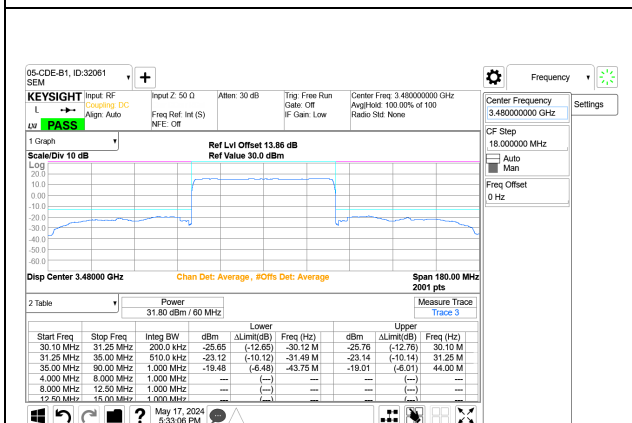 05-CDE-B1, ID:32061
SEM
Frequency
KEYSIGHT
L
PASS
Input: RF
Coupling: DC
Align: Auto
Input Z: 50 Ω
Freq Ref: Int (S)
NFE: Off
Atten: 30 dB
Trig: Free Run
Gate: Off
IF Gain: Low
Center Freq: 3.480000000 GHz
Avg|Hold: 100.00% of 100
Radio Std: None
Center Frequency
3.480000000 GHz
Settings
CF Step
18.000000 MHz
Auto
Man
Freq Offset
0 Hz
1 Graph
Scale/Div 10 dB
Ref Lvl Offset 13.86 dB
Ref Value 30.0 dBm
Log
20.0
10.0
0.00
-10.0
-20.0
-30.0
-40.0
-50.0
-60.0
Disp Center 3.48000 GHz
Chan Det: Average , #Offs Det: Average
Span 180.00 MHz
2001 pts
2 Table
Power
31.80 dBm / 60 MHz
Measure Trace
Trace 3
Lower Upper
Start Freq Stop Freq Integ BW dBm ΔLimit(dB) Freq (Hz) dBm ΔLimit(dB) Freq (Hz)
30.10 MHz 31.25 MHz 200.0 kHz -25.65 (-12.65) -30.12 M -25.76 (-12.76) 30.10 M
31.25 MHz 35.00 MHz 510.0 kHz -23.12 (-10.12) -31.49 M -23.14 (-10.14) 31.25 M
35.00 MHz 90.00 MHz 1.000 MHz -19.48 (-6.48) -43.75 M -19.01 (-6.01) 44.00 M
4.000 MHz 8.000 MHz 1.000 MHz --- (---) --- (---)
8.000 MHz 12.50 MHz 1.000 MHz --- (---) --- (---)
12.50 MHz 15.00 MHz 1.000 MHz --- (---) --- (---)
?
May 17, 2024
5:33:06 PM